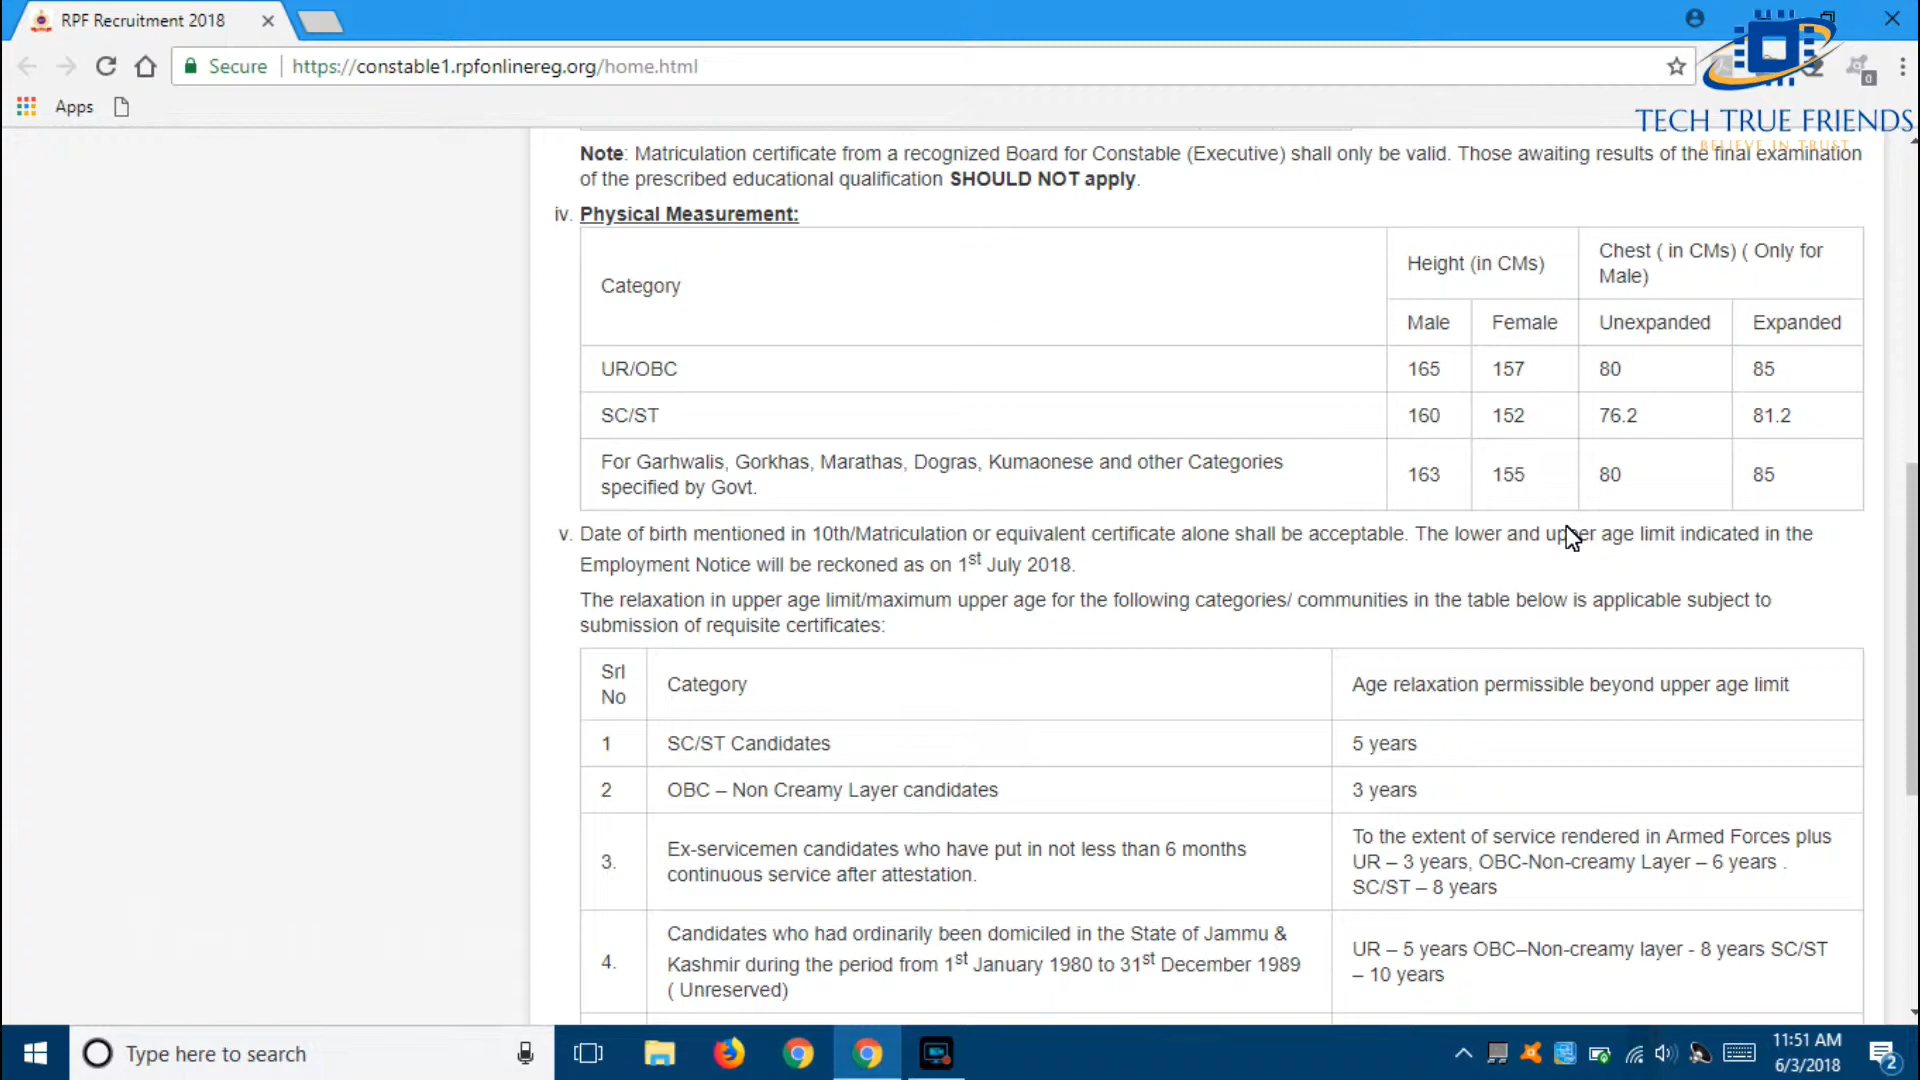 RPF Recruitment 2018
Secure https://constable1.rpfonlinereg.org/home.html
0
Apps
TECH TRUE FRIENDS
BELIEVE IN TRUST
Note: Matriculation certificate from a recognized Board for Constable (Executive) shall only be valid. Those awaiting results of the final examination
of the prescribed educational qualification SHOULD NOT apply.
iv. Physical Measurement:
Category Height (in CMs) Chest ( in CMs) ( Only for
Male)
Male Female Unexpanded Expanded
UR/OBC 165 157 80 85
SC/ST 160 152 76.2 81.2
For Garhwalis, Gorkhas, Marathas, Dogras, Kumaonese and other Categories
specified by Govt. 163 155 80 85
v. Date of birth mentioned in 10th/Matriculation or equivalent certificate alone shall be acceptable. The lower and upper age limit indicated in the
Employment Notice will be reckoned as on 1st July 2018.
The relaxation in upper age limit/maximum upper age for the following categories/ communities in the table below is applicable subject to
submission of requisite certificates:
Srl
No Category Age relaxation permissible beyond upper age limit
1 SC/ST Candidates 5 years
2 OBC – Non Creamy Layer candidates 3 years
3. Ex-servicemen candidates who have put in not less than 6 months
continuous service after attestation.
To the extent of service rendered in Armed Forces plus
UR – 3 years, OBC-Non-creamy Layer – 6 years .
SC/ST – 8 years
4. Candidates who had ordinarily been domiciled in the State of Jammu &
Kashmir during the period from 1st January 1980 to 31st December 1989
( Unreserved)
UR – 5 years OBC–Non-creamy layer - 8 years SC/ST
– 10 years
Type here to search
11:51 AM
6/3/2018
2